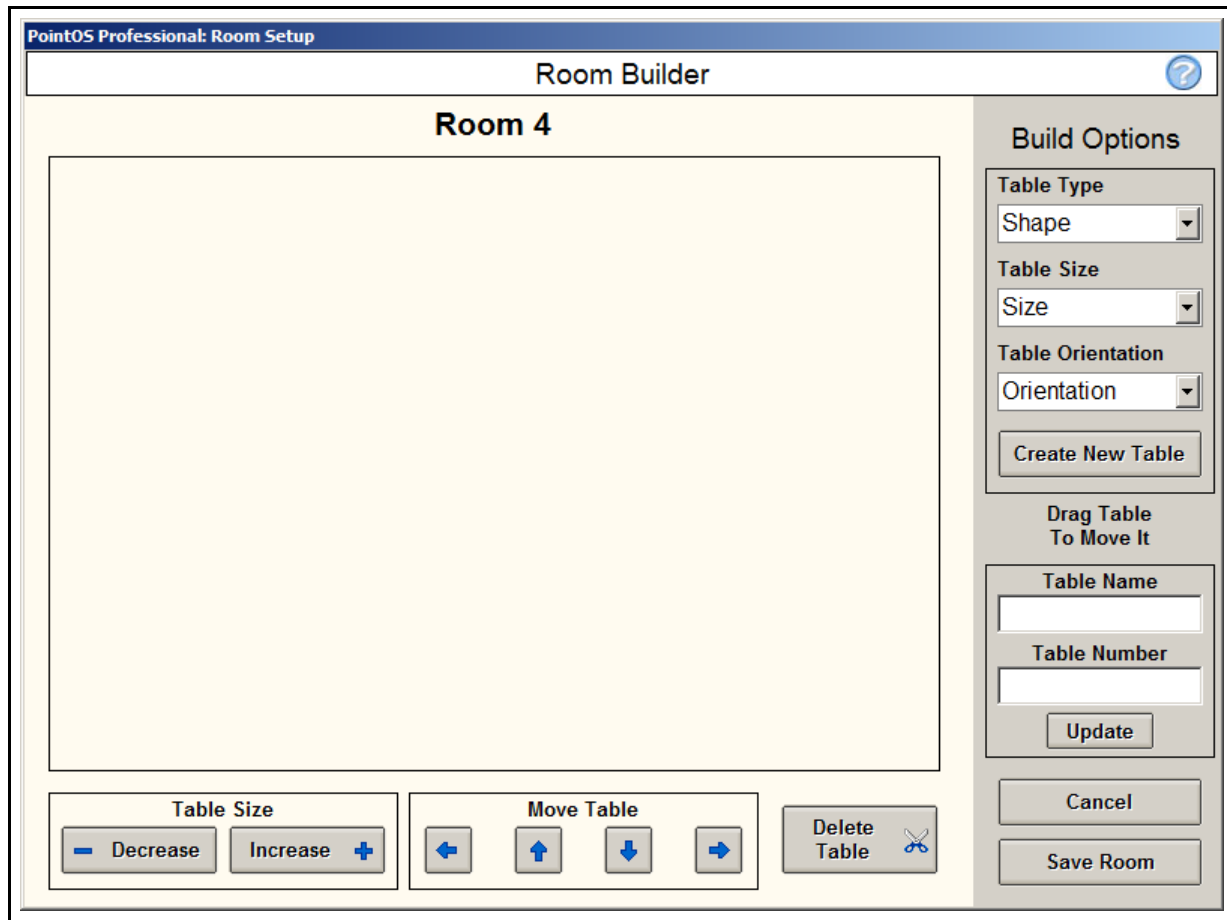 PointOS Professional: Room Setup
Room Builder
?
Room 4
Build Options
Table Type
Shape
Table Size
Size
Table Orientation
Orientation
Create New Table
Drag Table
To Move It
Table Name
Table Number
Update
Table Size
Decrease
Increase
Move Table
Delete
Table
Cancel
Save Room